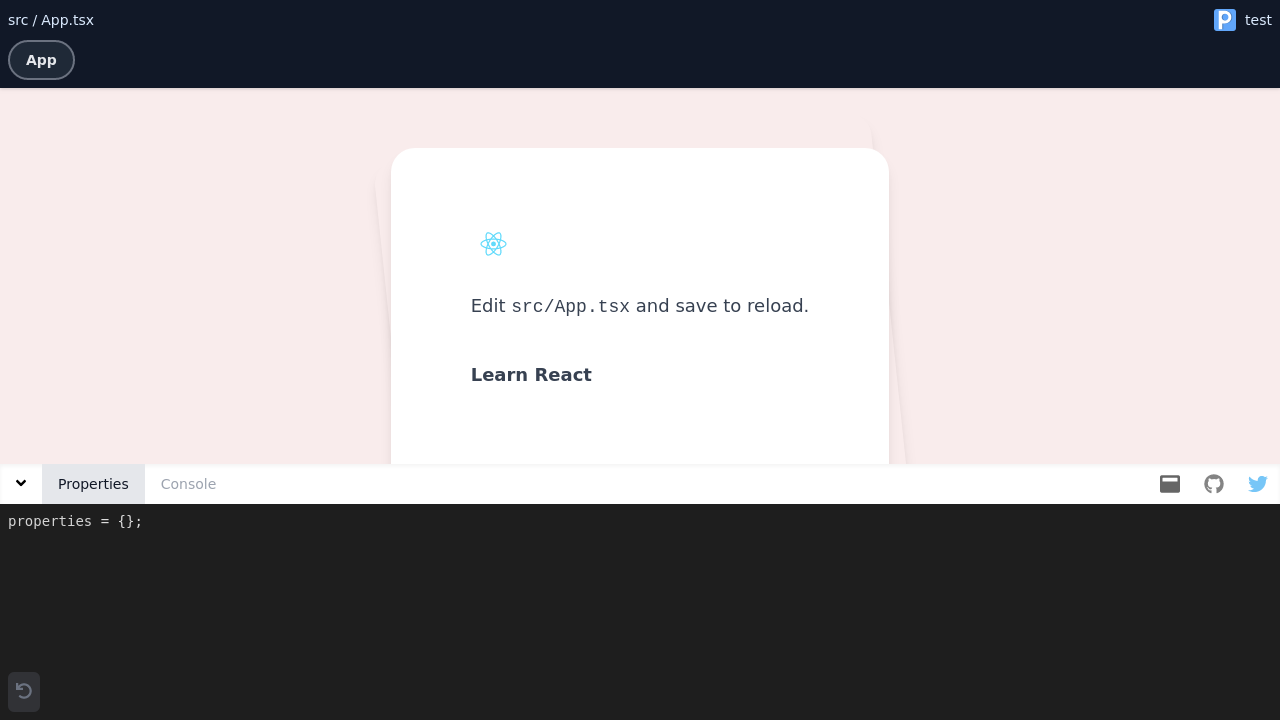 src / App.tsx
test
App
Edit src/App.tsx and save to reload.
Learn React
Properties
Console
properties = {};